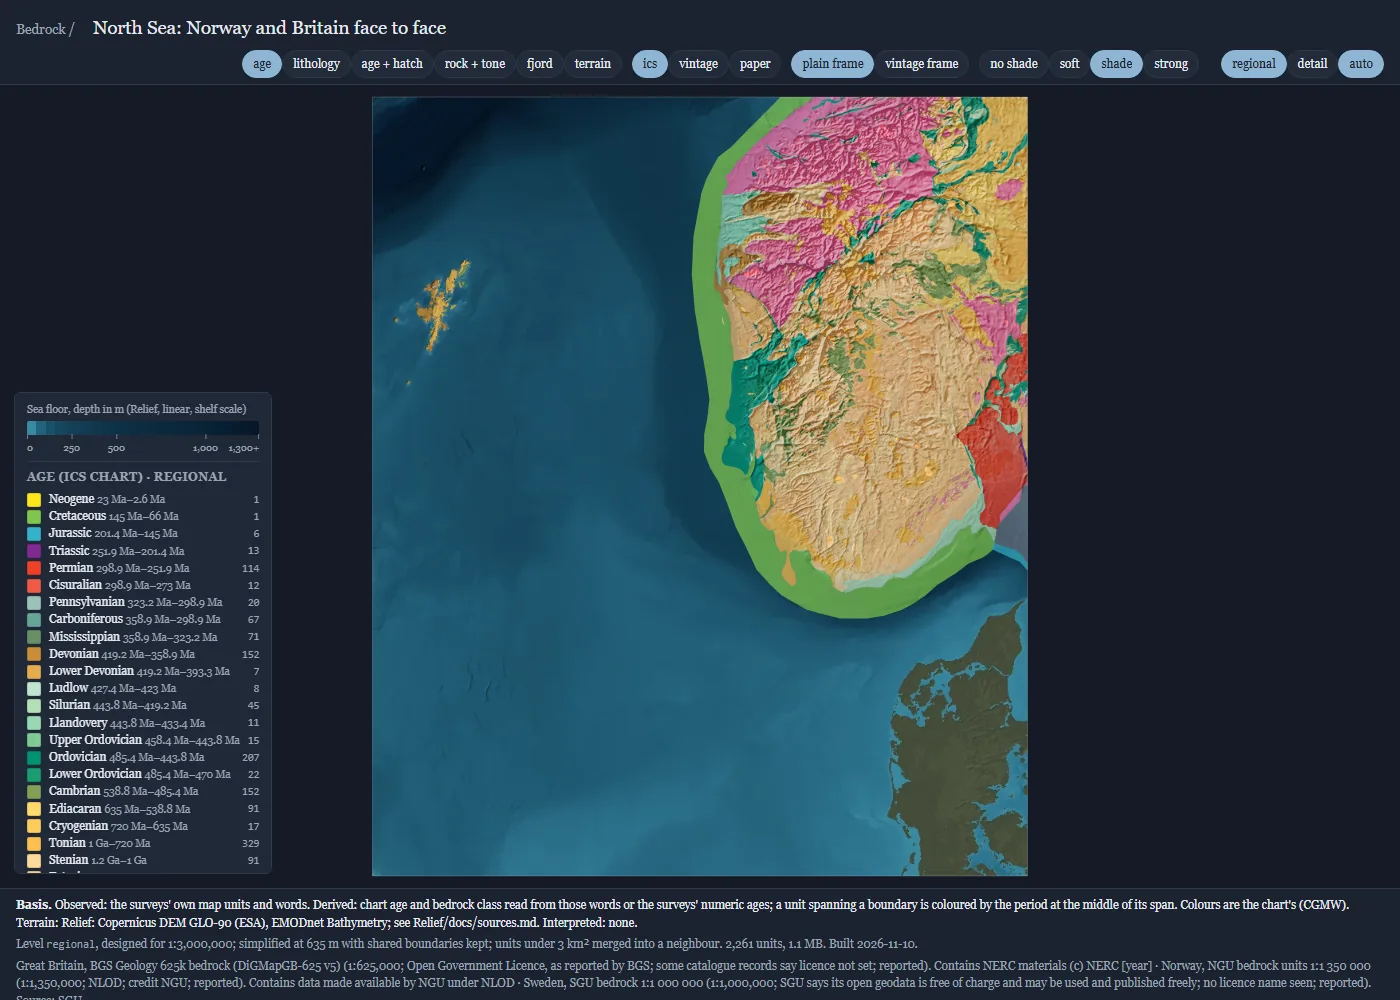 Bedrock / North Sea: Norway and Britain face to face
age lithology age + hatch rock + tone fjord terrain ics vintage paper plain frame vintage frame no shade soft shade strong regional detail auto
Sea floor, depth in m (Relief, linear, shelf scale)
0 250 500 1,000 1,300+
AGE (ICS CHART) · REGIONAL
Neogene 23 Ma–2.6 Ma 1
Cretaceous 145 Ma–66 Ma 1
Jurassic 201.4 Ma–145 Ma 6
Triassic 251.9 Ma–201.4 Ma 13
Permian 298.9 Ma–251.9 Ma 114
Cisuralian 298.9 Ma–273 Ma 12
Pennsylvanian 323.2 Ma–298.9 Ma 20
Carboniferous 358.9 Ma–298.9 Ma 67
Mississippian 358.9 Ma–323.2 Ma 71
Devonian 419.2 Ma–358.9 Ma 152
Lower Devonian 419.2 Ma–393.3 Ma 7
Ludlow 427.4 Ma–423 Ma 8
Silurian 443.8 Ma–419.2 Ma 45
Llandovery 443.8 Ma–433.4 Ma 11
Upper Ordovician 458.4 Ma–443.8 Ma 15
Ordovician 485.4 Ma–443.8 Ma 207
Lower Ordovician 485.4 Ma–470 Ma 22
Cambrian 538.8 Ma–485.4 Ma 152
Ediacaran 635 Ma–538.8 Ma 91
Cryogenian 720 Ma–635 Ma 17
Tonian 1 Ga–720 Ma 329
Stenian 1.2 Ga–1 Ga 91
Basis. Observed: the surveys' own map units and words. Derived: chart age and bedrock class read from those words or the surveys' numeric ages; a unit spanning a boundary is coloured by the period at the middle of its span. Colours are the chart's (CGMW).
Terrain: Relief: Copernicus DEM GLO-90 (ESA), EMODnet Bathymetry; see Relief/docs/sources.md. Interpreted: none.
Level regional, designed for 1:3,000,000; simplified at 635 m with shared boundaries kept; units under 3 km² merged into a neighbour. 2,261 units, 1.1 MB. Built 2026-11-10.
Great Britain, BGS Geology 625k bedrock (DiGMapGB-625 v5) (1:625,000; Open Government Licence, as reported by BGS; some catalogue records say licence not set; reported). Contains NERC materials (c) NERC [year] · Norway, NGU bedrock units 1:1 350 000
(1:1,350,000; NLOD; credit NGU; reported). Contains data made available by NGU under NLOD · Sweden, SGU bedrock 1:1 000 000 (1:1,000,000; SGU says its open geodata is free of charge and may be used and published freely; no licence name seen; reported).
Source: SGU